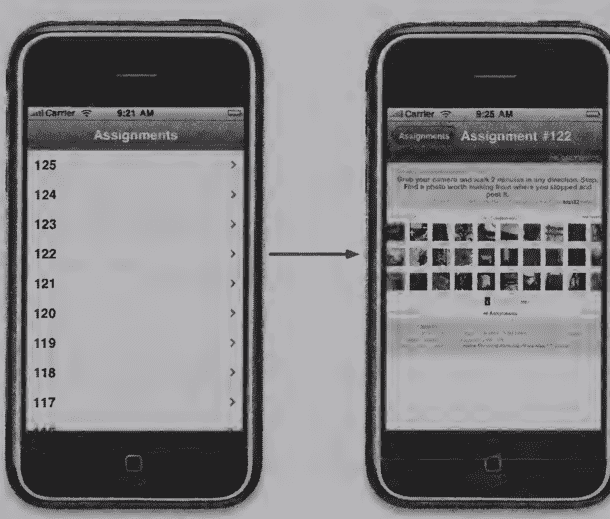 Carrier 9:21 AM
Assignments
125
124
123
122
121
120
119
118
117
Carrier 9:25 AM
Assignments Assignment #122
Grab your camera and walk 2 minutes in any direction. Stop.
Find a photo worth making from where you stopped and
post it.